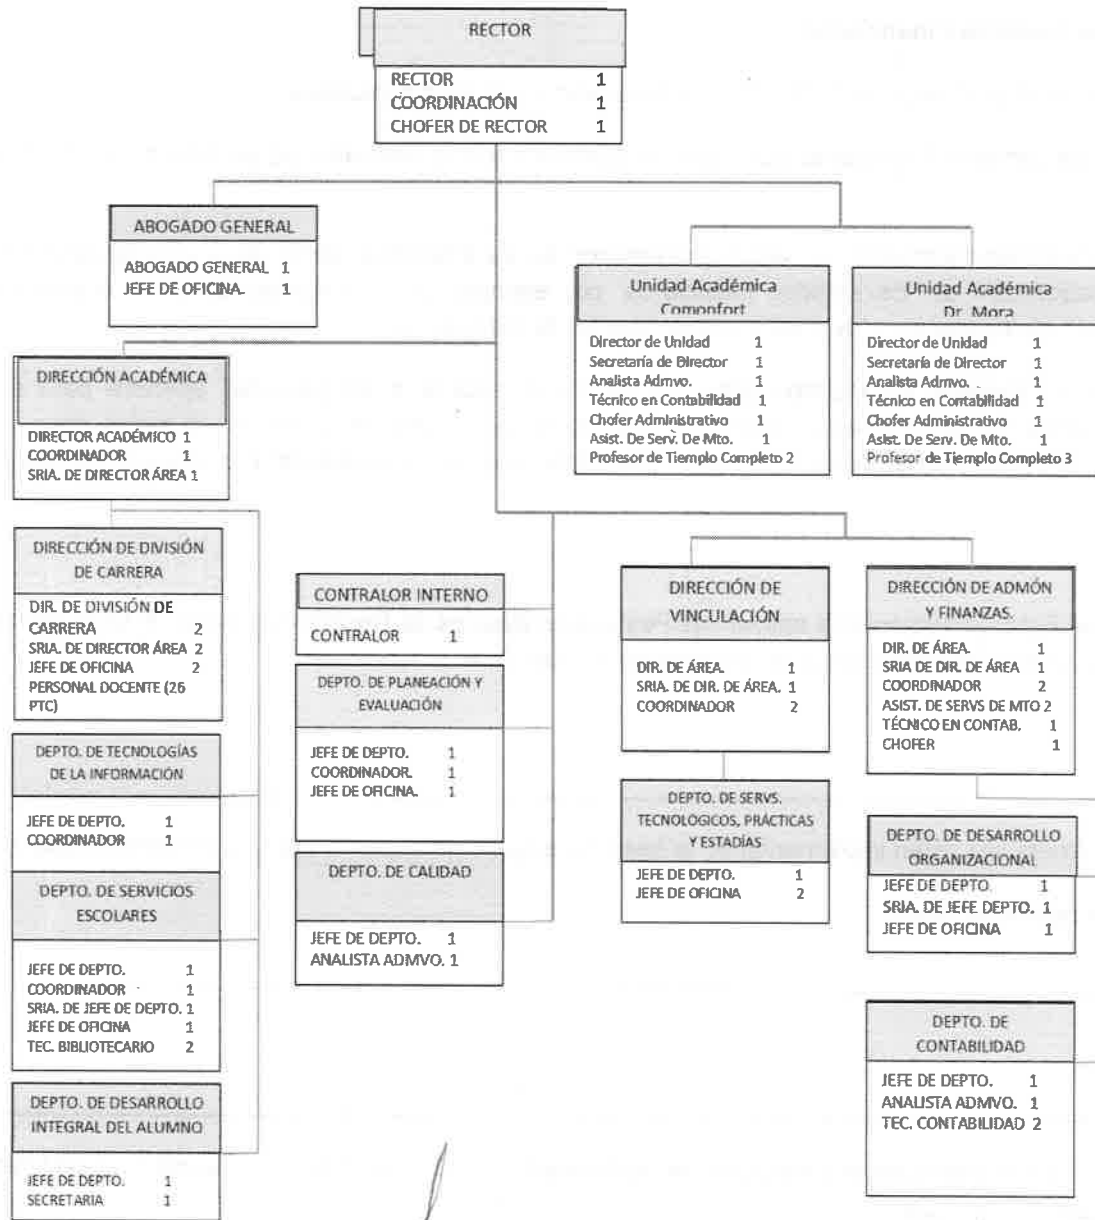 RECTOR
RECTOR 1
COORDINACIÓN 1
CHOFER DE RECTOR 1
ABOGADO GENERAL
ABOGADO GENERAL 1
JEFE DE OFICINA. 1
Unidad Académica
Comonfort
Director de Unidad 1
Secretaría de Director 1
Analista Admvo. 1
Técnico en Contabilidad 1
Chofer Administrativo 1
Asist. De Serv. De Mto. 1
Profesor de Tiemplo Completo 2
Unidad Académica
Dr. Mora
Director de Unidad 1
Secretaría de Director 1
Analista Admvo. 1
Técnico en Contabilidad 1
Chofer Administrativo 1
Asist. De Serv. De Mto. 1
Profesor de Tiemplo Completo 3
DIRECCIÓN ACADÉMICA
DIRECTOR ACADÉMICO 1
COORDINADOR 1
SRIA. DE DIRECTOR ÁREA 1
DIRECCIÓN DE DIVISIÓN
DE CARRERA
DIR. DE DIVISIÓN DE
CARRERA 2
SRIA. DE DIRECTOR ÁREA 2
JEFE DE OFICINA 2
PERSONAL DOCENTE (26
PTC)
DEPTO. DE TECNOLOGÍAS
DE LA INFORMACIÓN
JEFE DE DEPTO. 1
COORDINADOR 1
DEPTO. DE SERVICIOS
ESCOLARES
JEFE DE DEPTO. 1
COORDINADOR 1
SRIA. DE JEFE DE DEPTO. 1
JEFE DE OFICINA 1
TEC. BIBLIOTECARIO 2
DEPTO. DE DESARROLLO
INTEGRAL DEL ALUMNO
JEFE DE DEPTO. 1
SECRETARIA 1
CONTRALOR INTERNO
CONTRALOR 1
DEPTO. DE PLANEACIÓN Y
EVALUACIÓN
JEFE DE DEPTO. 1
COORDINADOR. 1
JEFE DE OFICINA. 1
DEPTO. DE CALIDAD
JEFE DE DEPTO. 1
ANALISTA ADMVO. 1
DIRECCIÓN DE
VINCULACIÓN
DIR. DE ÁREA. 1
SRIA. DE DIR. DE ÁREA. 1
COORDINADOR 2
DEPTO. DE SERVS.
TECNOLOGICOS, PRÁCTICAS
Y ESTADÍAS
JEFE DE DEPTO. 1
JEFE DE OFICINA 2
DIRECCIÓN DE ADMÓN
Y FINANZAS.
DIR. DE ÁREA. 1
SRIA DE DIR. DE ÁREA 1
COORDINADOR 2
ASIST. DE SERVS DE MTO 2
TÉCNICO EN CONTAB. 1
CHOFER 1
DEPTO. DE DESARROLLO
ORGANIZACIONAL
JEFE DE DEPTO. 1
SRIA. DE JEFE DEPTO. 1
JEFE DE OFICINA 1
DEPTO. DE
CONTABILIDAD
JEFE DE DEPTO. 1
ANALISTA ADMVO. 1
TEC. CONTABILIDAD 2